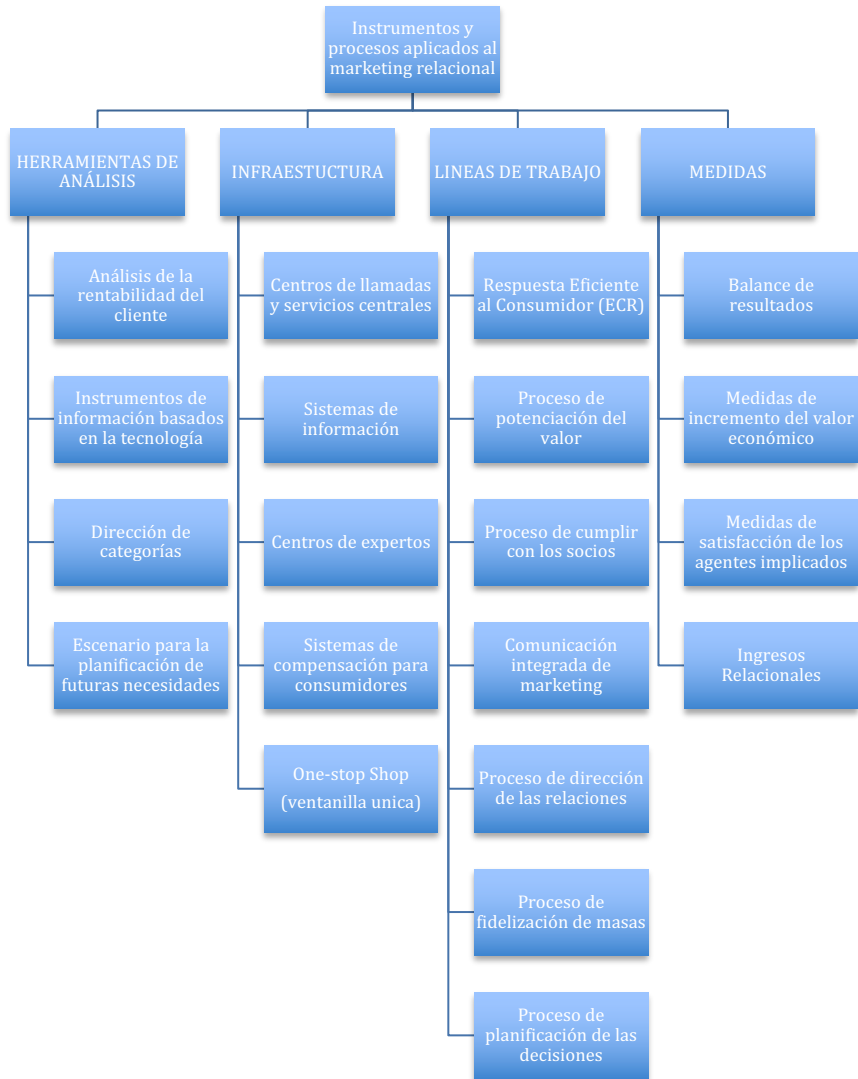 Instrumentos y
procesos aplicados al
marketing relacional
HERRAMIENTAS DE
ANÁLISIS
Análisis de la
rentabilidad del
cliente
Instrumentos de
información basados
en la tecnología
Dirección de
categorías
Escenario para la
planificación de
futuras necesidades
INFRAESTUCTURA
Centros de llamadas
y servicios centrales
Sistemas de
información
Centros de expertos
Sistemas de
compensación para
consumidores
One-stop Shop
(ventanilla unica)
LINEAS DE TRABAJO
Respuesta Eficiente
al Consumidor (ECR)
Proceso de
potenciación del
valor
Proceso de cumplir
con los socios
Comunicación
integrada de
marketing
Proceso de dirección
de las relaciones
Proceso de
fidelización de masas
Proceso de
planificación de las
decisiones
MEDIDAS
Balance de
resultados
Medidas de
incremento del valor
económico
Medidas de
satisfacción de los
agentes implicados
Ingresos
Relacionales